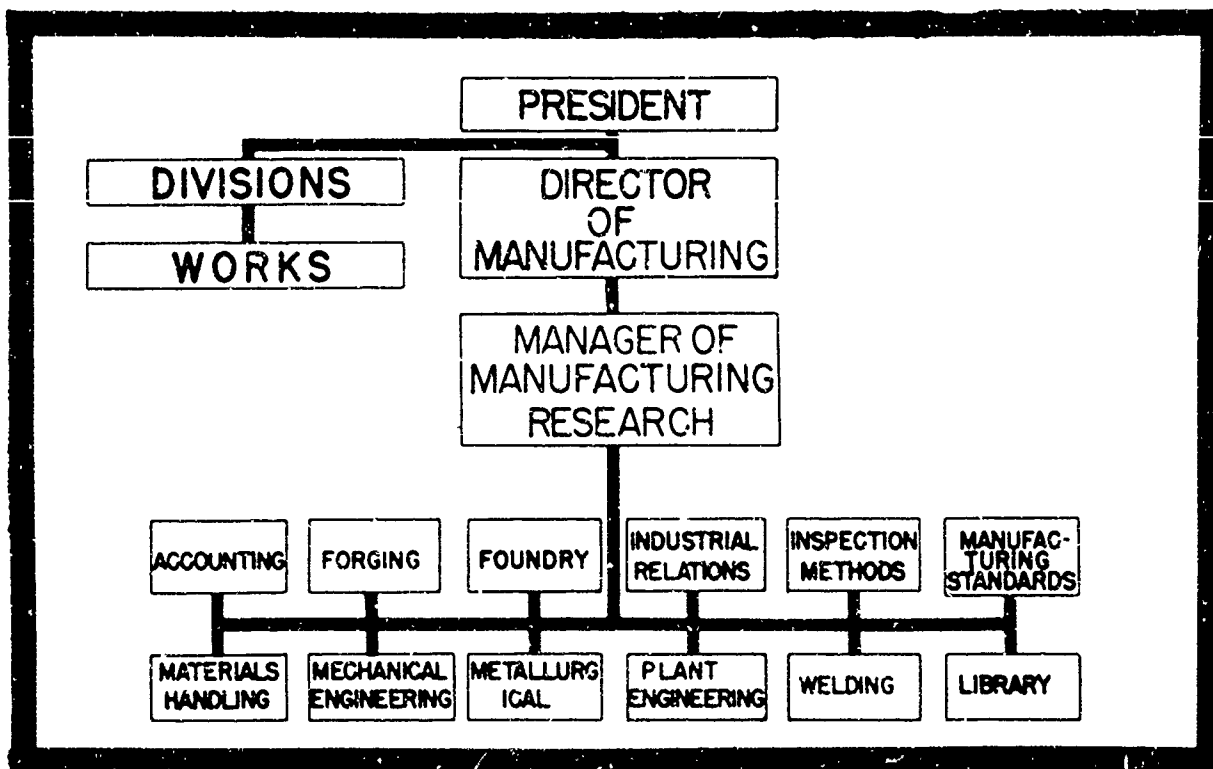 PRESIDENT
DIVISIONS
DIRECTOR
OF
MANUFACTURING
WORKS
MANAGER OF
MANUFACTURING
RESEARCH
ACCOUNTING
FORGING
FOUNDRY
INDUSTRIAL
RELATIONS
INSPECTION
METHODS
MANUFAC-
TURING
STANDARDS
MATERIALS
HANDLING
MECHANICAL
ENGINEERING
METALLURG
ICAL
PLANT
ENGINEERING
WELDING
LIBRARY